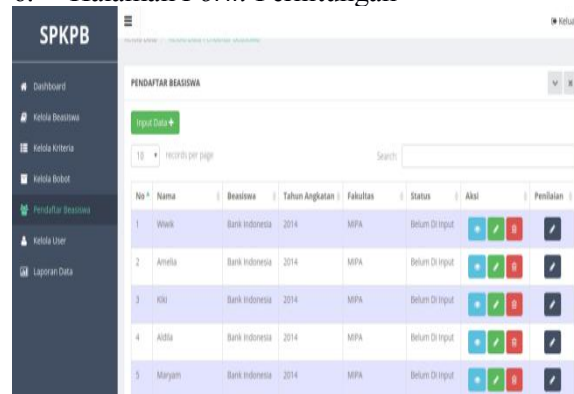 SPKPB
Kelua
PENDAFTAR BEASISWA
Dashboard
Kelola Beasiswa
Kelola Kriteria
Kelola Bobot
Pendaftar Beasiswa
Kelola User
Laporan Data
Input Data +
10 records per page
Search:
No Nama Beasiswa Tahun Angkatan Fakultas Status Aksi Penilaian
1 Wiwik Bank Indonesia 2014 MIPA Belum Di Input
2 Amelia Bank Indonesia 2014 MIPA Belum Di Input
3 Kiki Bank Indonesia 2014 MIPA Belum Di Input
4 Aldila Bank Indonesia 2014 MIPA Belum Di Input
5 Maryam Bank Indonesia 2014 MIPA Belum Di Input